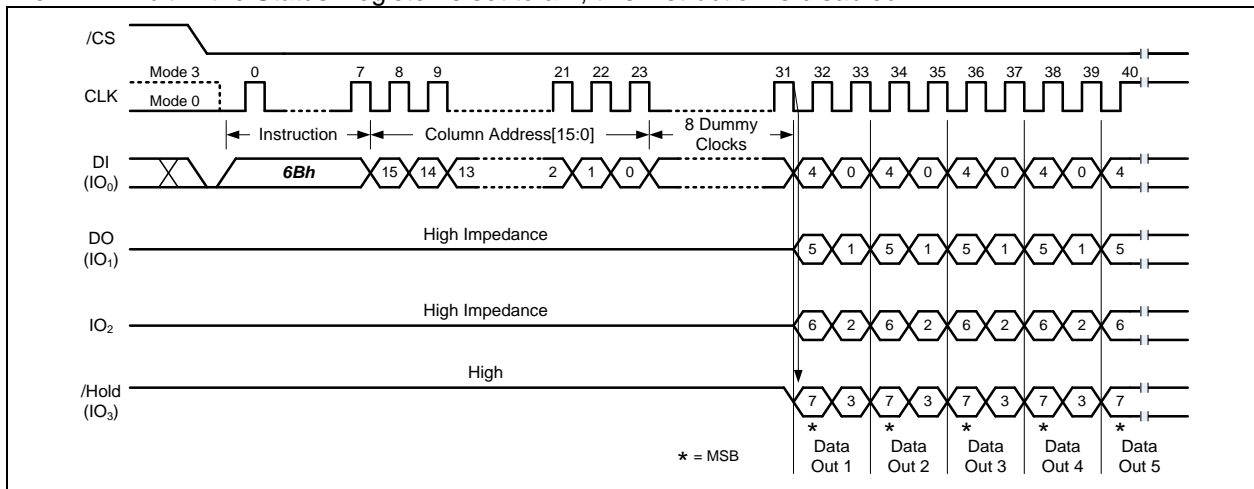 /CS
Mode 3 0 7 8 9 21 22 23 31 32 33 34 35 36 37 38 39 40
CLK
Mode 0
Instruction Column Address[15:0] 8 Dummy
Clocks
DI
(IO0) 6Bh 15 14 13 2 1 0 4 0 4 0 4 0 4 0 4
DO
(IO1) High Impedance 5 1 5 1 5 1 5 1 5
IO2 High Impedance 6 2 6 2 6 2 6 2 6
/Hold
(IO3) High 7 3 7 3 7 3 7 3 7
* * * * *
* = MSB
Data
Out 1
Data
Out 2
Data
Out 3
Data
Out 4
Data
Out 5